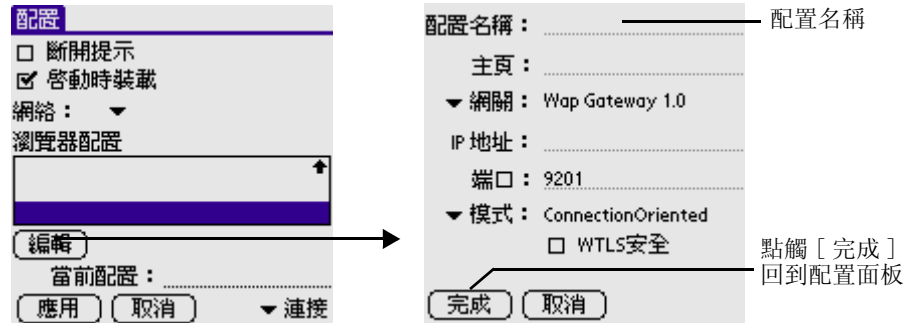 配置
斷開提示
啓動時裝載
網絡：
瀏覽器配置
編輯
當前配置：
應用 取消 連接
配置名稱：
主頁：
網關： Wap Gateway 1.0
IP 地址：
端口： 9201
模式： ConnectionOriented
WTLS安全
完成 取消
配置名稱
點觸［完成］
回到配置面板